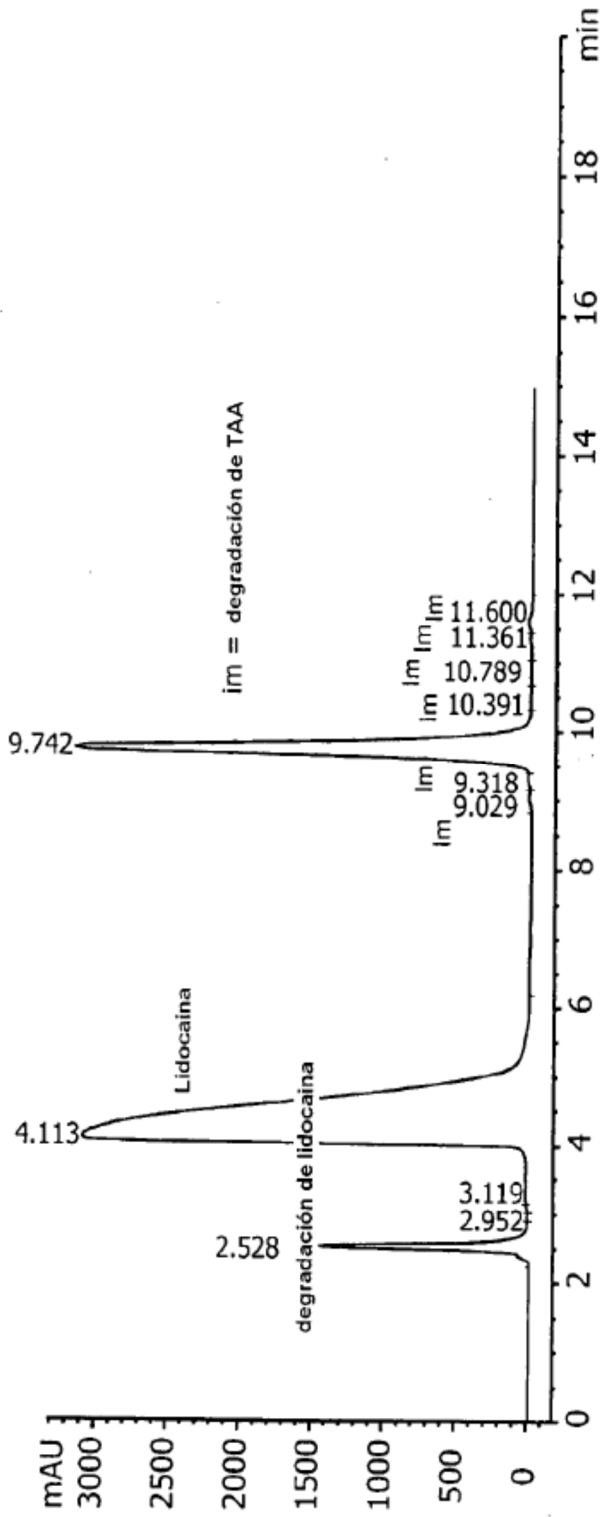 mAU
3000
2500
2000
1500
1000
500
0
0
2
4
6
8
10
12
14
16
18
min
2.528
degradación de lidocaina
2.952
3.119
4.113
Lidocaina
Im
9.029
9.318
Im
9.742
Im
10.391
Im
10.789
Im
11.361
Im
11.600
im = degradación de TAA